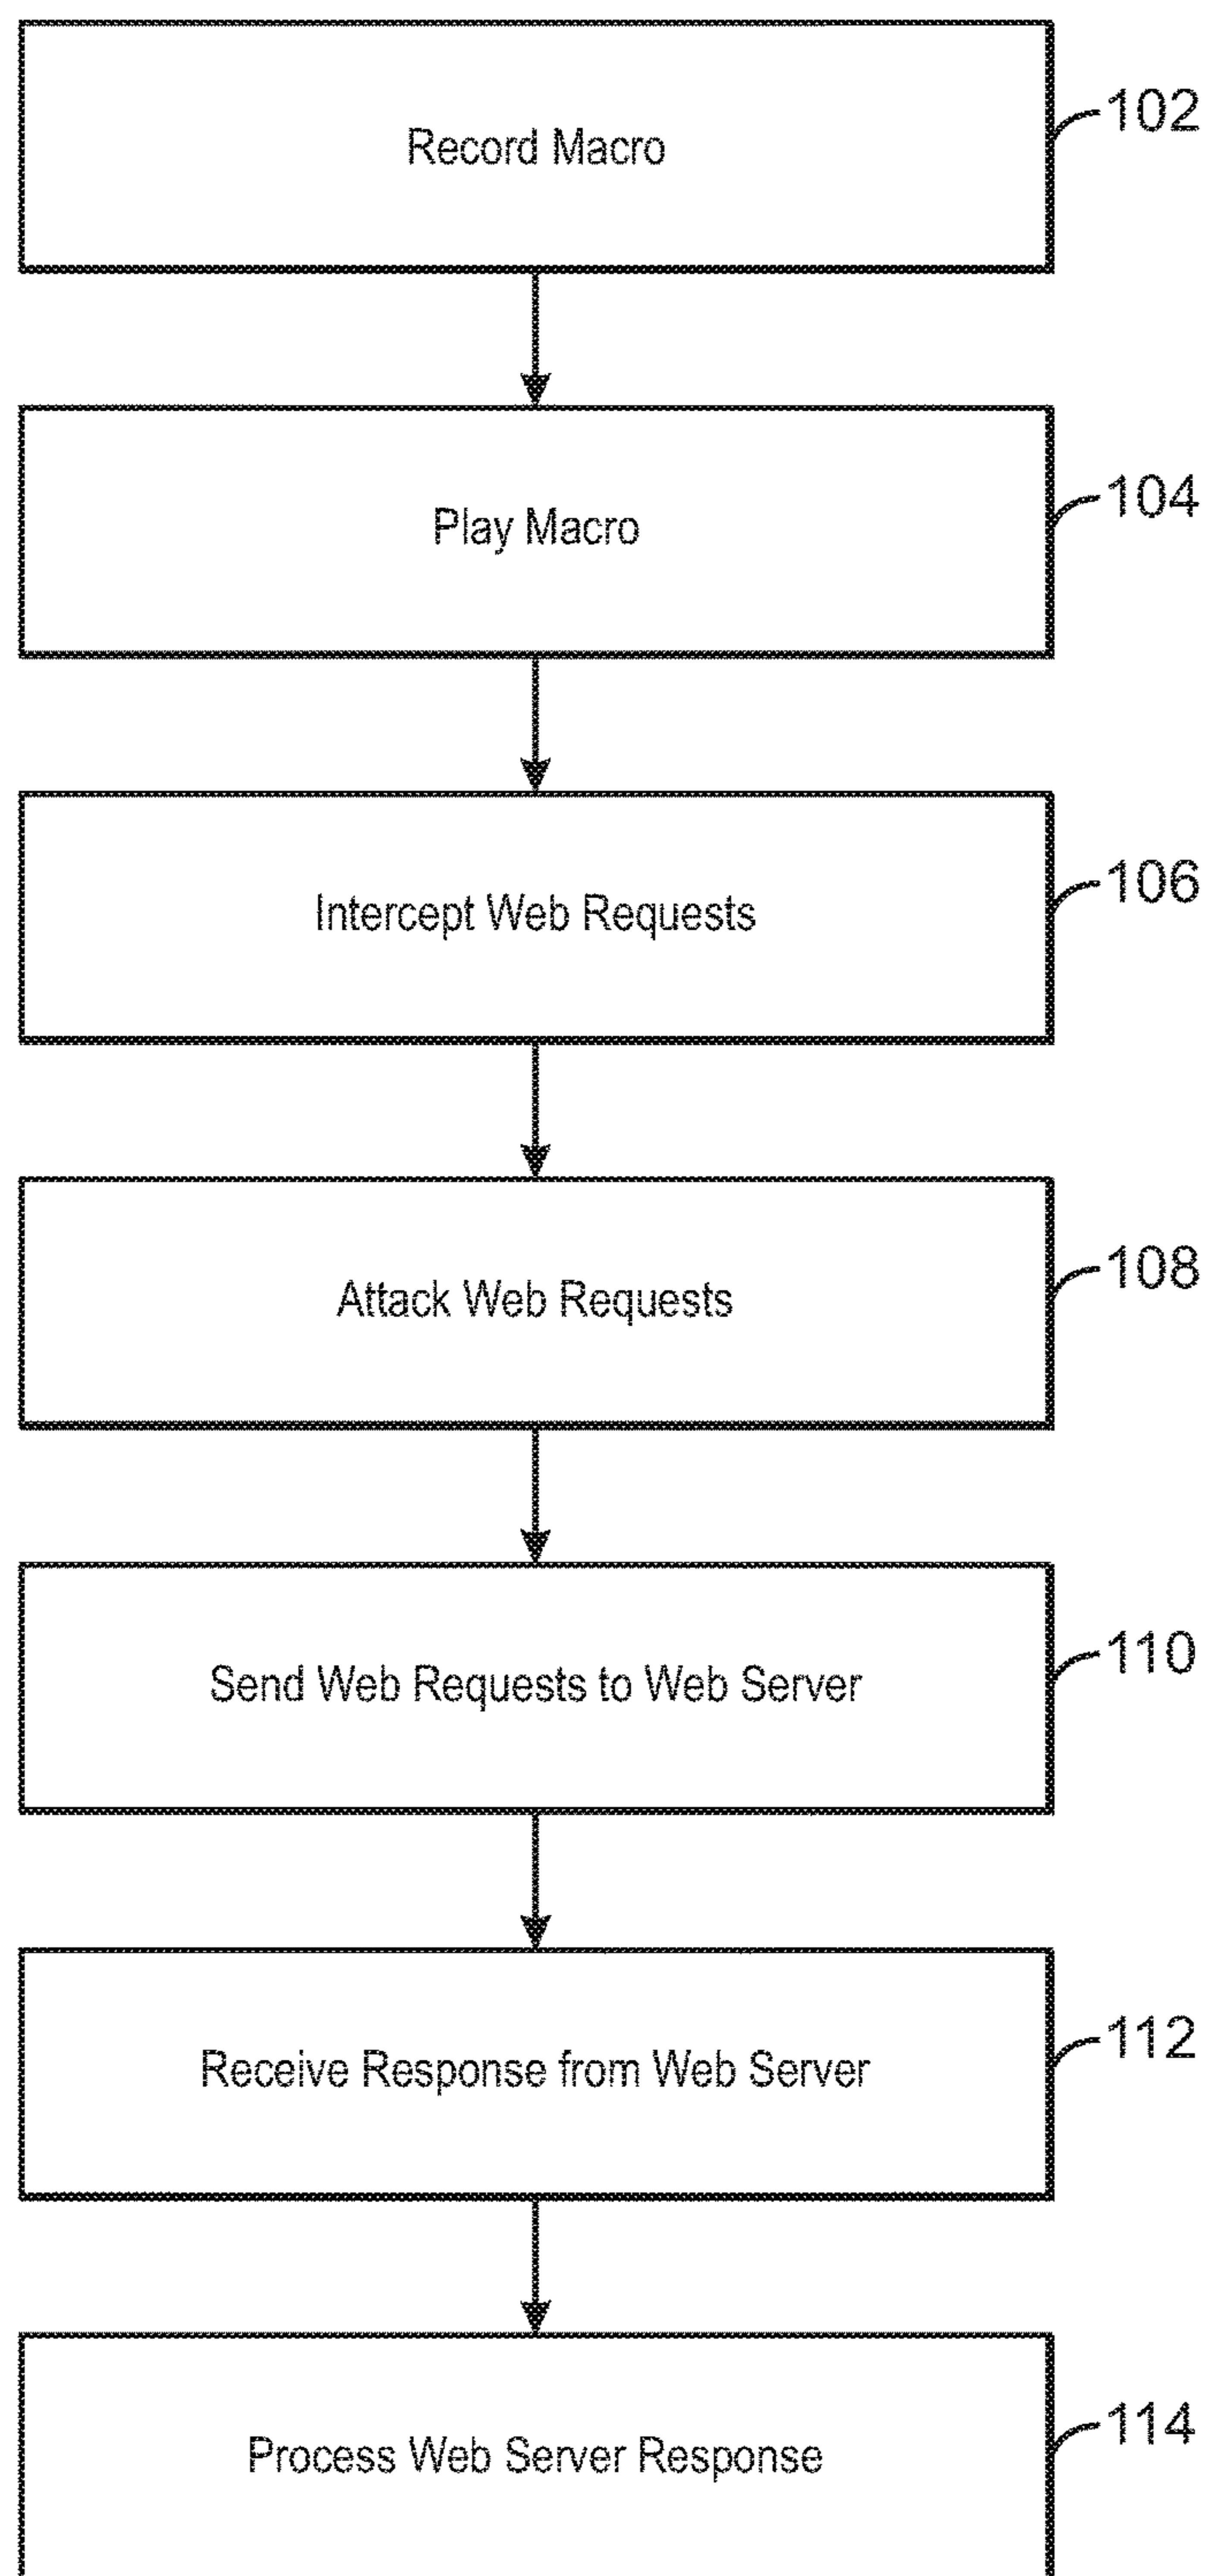 Record Macro
102
Play Macro
104
Intercept Web Requests
106
Attack Web Requests
108
Send Web Requests to Web Server
110
Receive Response from Web Server
112
Process Web Server Response
114